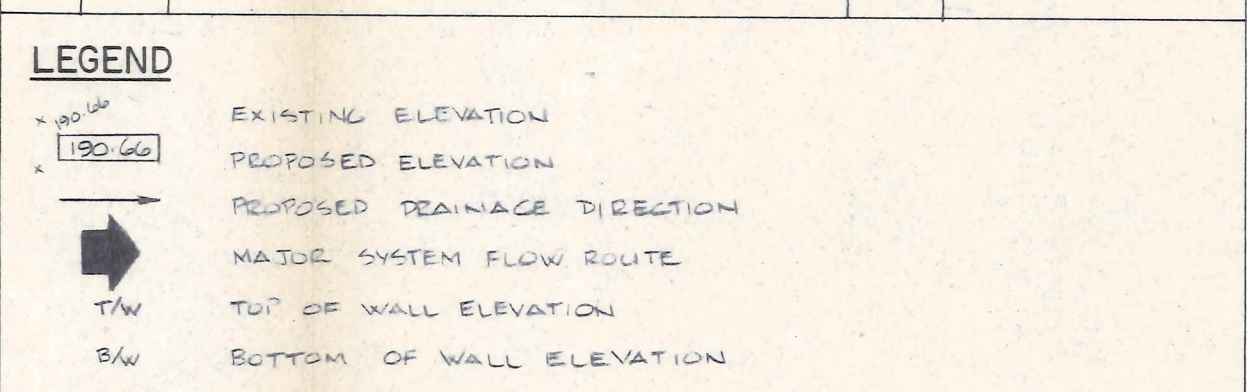 LEGEND
x 190.66 EXISTING ELEVATION
x 190.66 PROPOSED ELEVATION
PROPOSED DRAINAGE DIRECTION
MAJOR SYSTEM FLOW ROUTE
T/W TOP OF WALL ELEVATION
B/W BOTTOM OF WALL ELEVATION